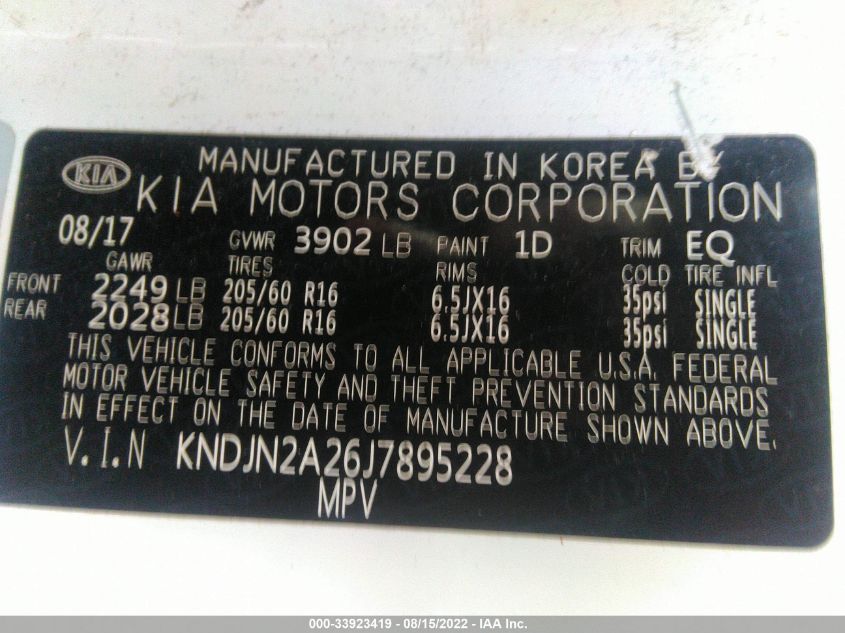 KIA MANUFACTURED IN KOREA BY
KIA MOTORS CORPORATION
08/17 GVWR 3902 LB PAINT 1D TRIM EQ
GAWR TIRES RIMS COLD TIRE INFL
FRONT 2249 LB 205/60 R16 6.5JX16 35psi SINGLE
REAR 2028 LB 205/60 R16 6.5JX16 35psi SINGLE
THIS VEHICLE CONFORMS TO ALL APPLICABLE U.S.A. FEDERAL
MOTOR VEHICLE SAFETY AND THEFT PREVENTION STANDARDS
IN EFFECT ON THE DATE OF MANUFACTURE SHOWN ABOVE.
V.I.N KNDJN2A26J7895228
MPV
000-33923419 - 08/15/2022 - IAA Inc.